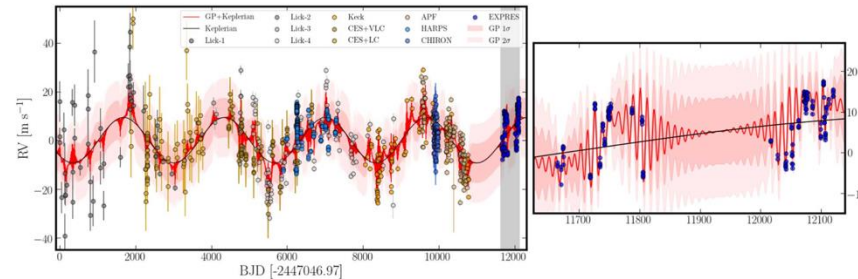 GP+Keplerian Lick-2 Keck APF EXPRES
Keplerian Lick-3 CES+VLC HARPS GP 1σ
Lick-1 Lick-4 CES+LC CHIRON GP 2σ
40
20
0
−20
−40
RV [m s⁻¹]
0 2000 4000 6000 8000 10000 12000
BJD [-2447046.97]
20
10
0
−1
11700 11800 11900 12000 12100